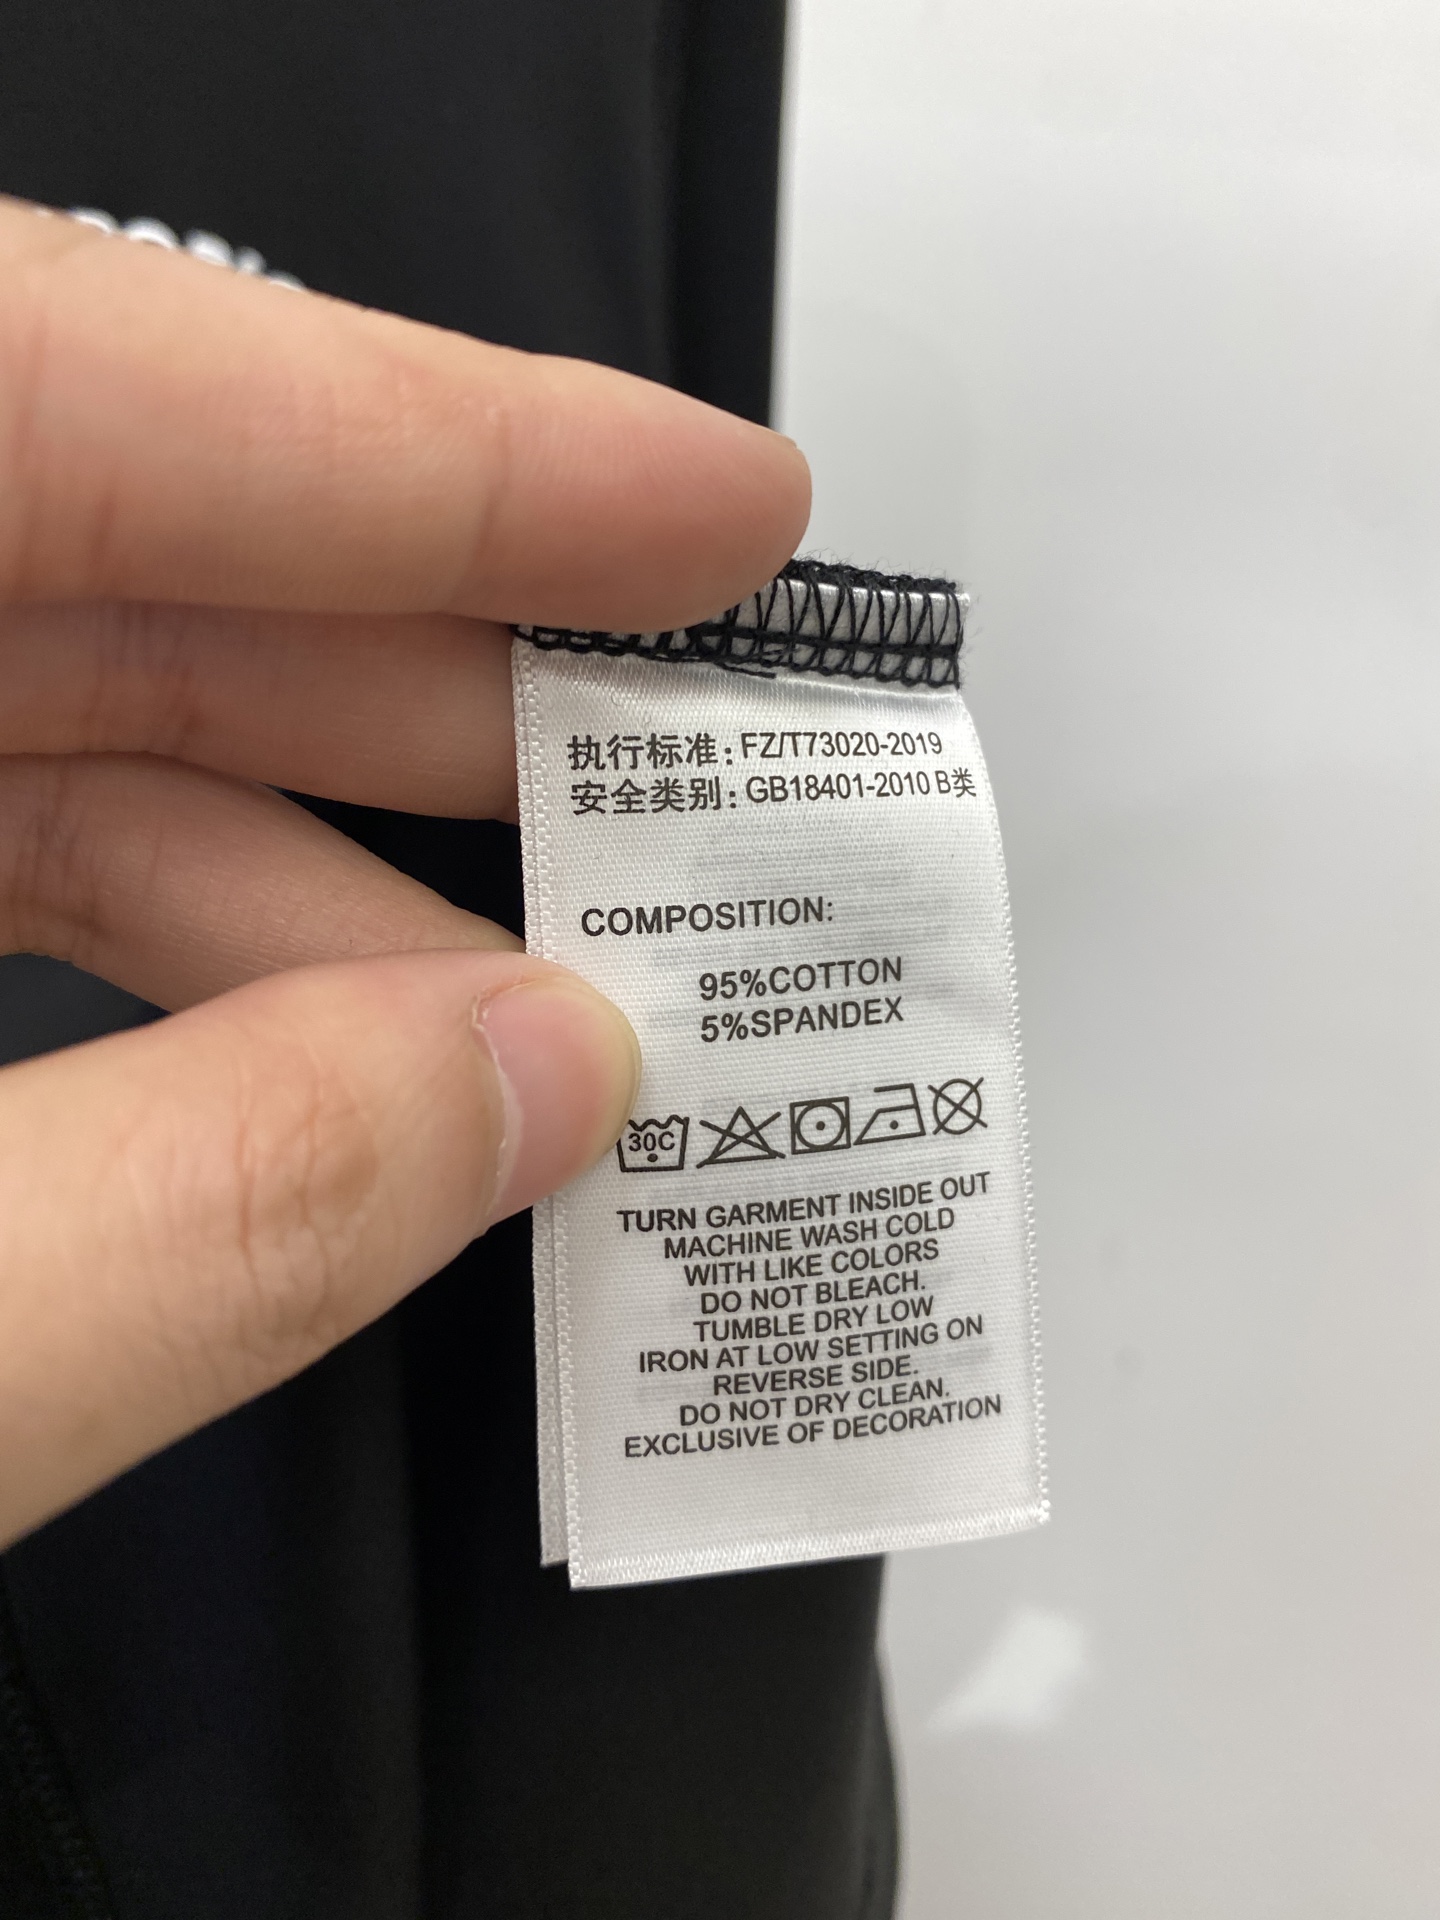 执行标准: FZ/T73020-2019
安全类别: GB18401-2010 B类
COMPOSITION:
95%COTTON
5%SPANDEX
30C
TURN GARMENT INSIDE OUT
MACHINE WASH COLD
WITH LIKE COLORS
DO NOT BLEACH.
TUMBLE DRY LOW
IRON AT LOW SETTING ON
REVERSE SIDE.
DO NOT DRY CLEAN.
EXCLUSIVE OF DECORATION